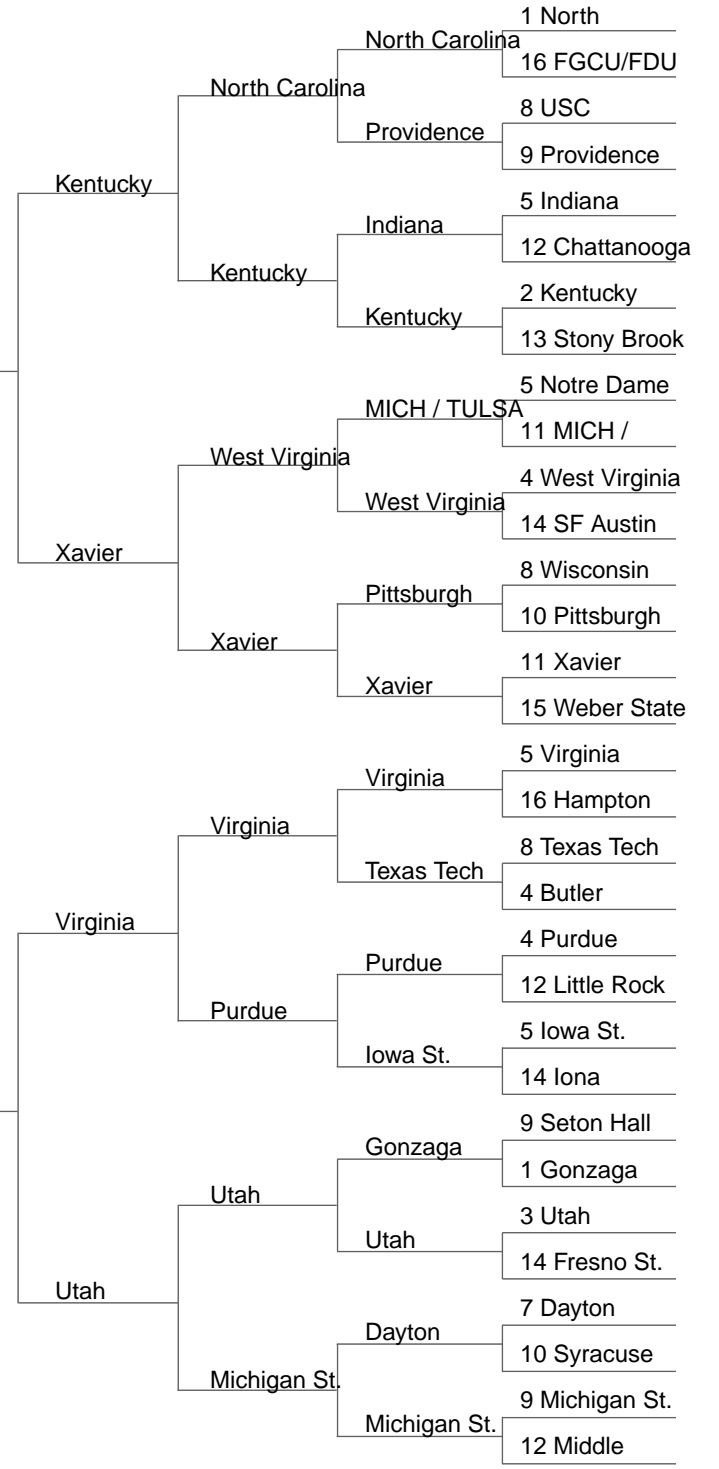 1 North
North Carolina
16 FGCU/FDU
North Carolina
8 USC
Providence
9 Providence
Kentucky
5 Indiana
Indiana
12 Chattanooga
Kentucky
2 Kentucky
Kentucky
13 Stony Brook
5 Notre Dame
MICH / TULSA
11 MICH /
West Virginia
4 West Virginia
West Virginia
14 SF Austin
Xavier
8 Wisconsin
Pittsburgh
10 Pittsburgh
Xavier
11 Xavier
Xavier
15 Weber State
5 Virginia
Virginia
16 Hampton
Virginia
8 Texas Tech
Texas Tech
4 Butler
Virginia
4 Purdue
Purdue
12 Little Rock
Purdue
5 Iowa St.
Iowa St.
14 Iona
9 Seton Hall
Gonzaga
1 Gonzaga
Utah
3 Utah
Utah
14 Fresno St.
Utah
7 Dayton
Dayton
10 Syracuse
Michigan St.
9 Michigan St.
Michigan St.
12 Middle